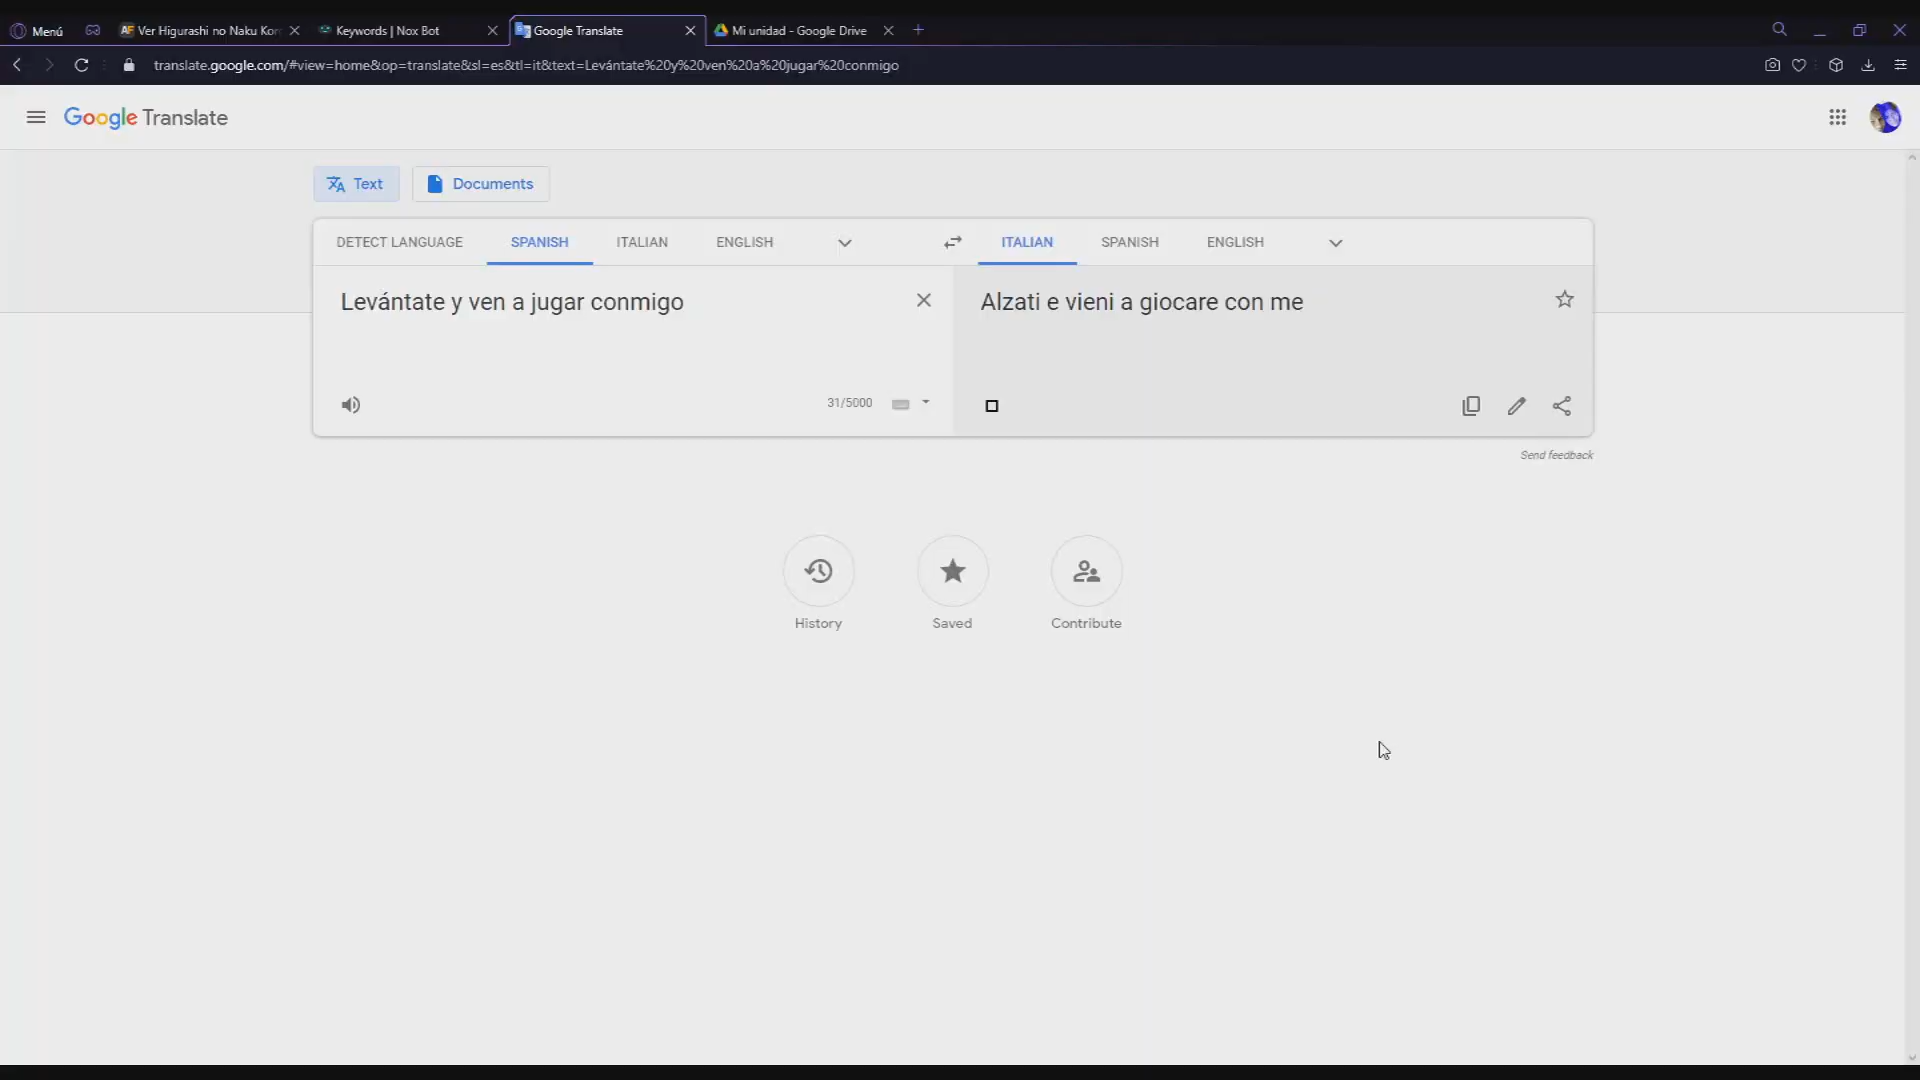 Menú
Ver Higurashi no Naku Kor
Keywords | Nox Bot
Google Translate
Mi unidad - Google Drive
translate.google.com/#view=home&op=translate&sl=es&tl=it&text=Levántate%20y%20ven%20a%20jugar%20conmigo
Google Translate
Text
Documents
DETECT LANGUAGE
SPANISH
ITALIAN
ENGLISH
ITALIAN
SPANISH
ENGLISH
Levántate y ven a jugar conmigo
Alzati e vieni a giocare con me
31/5000
Send feedback
History
Saved
Contribute